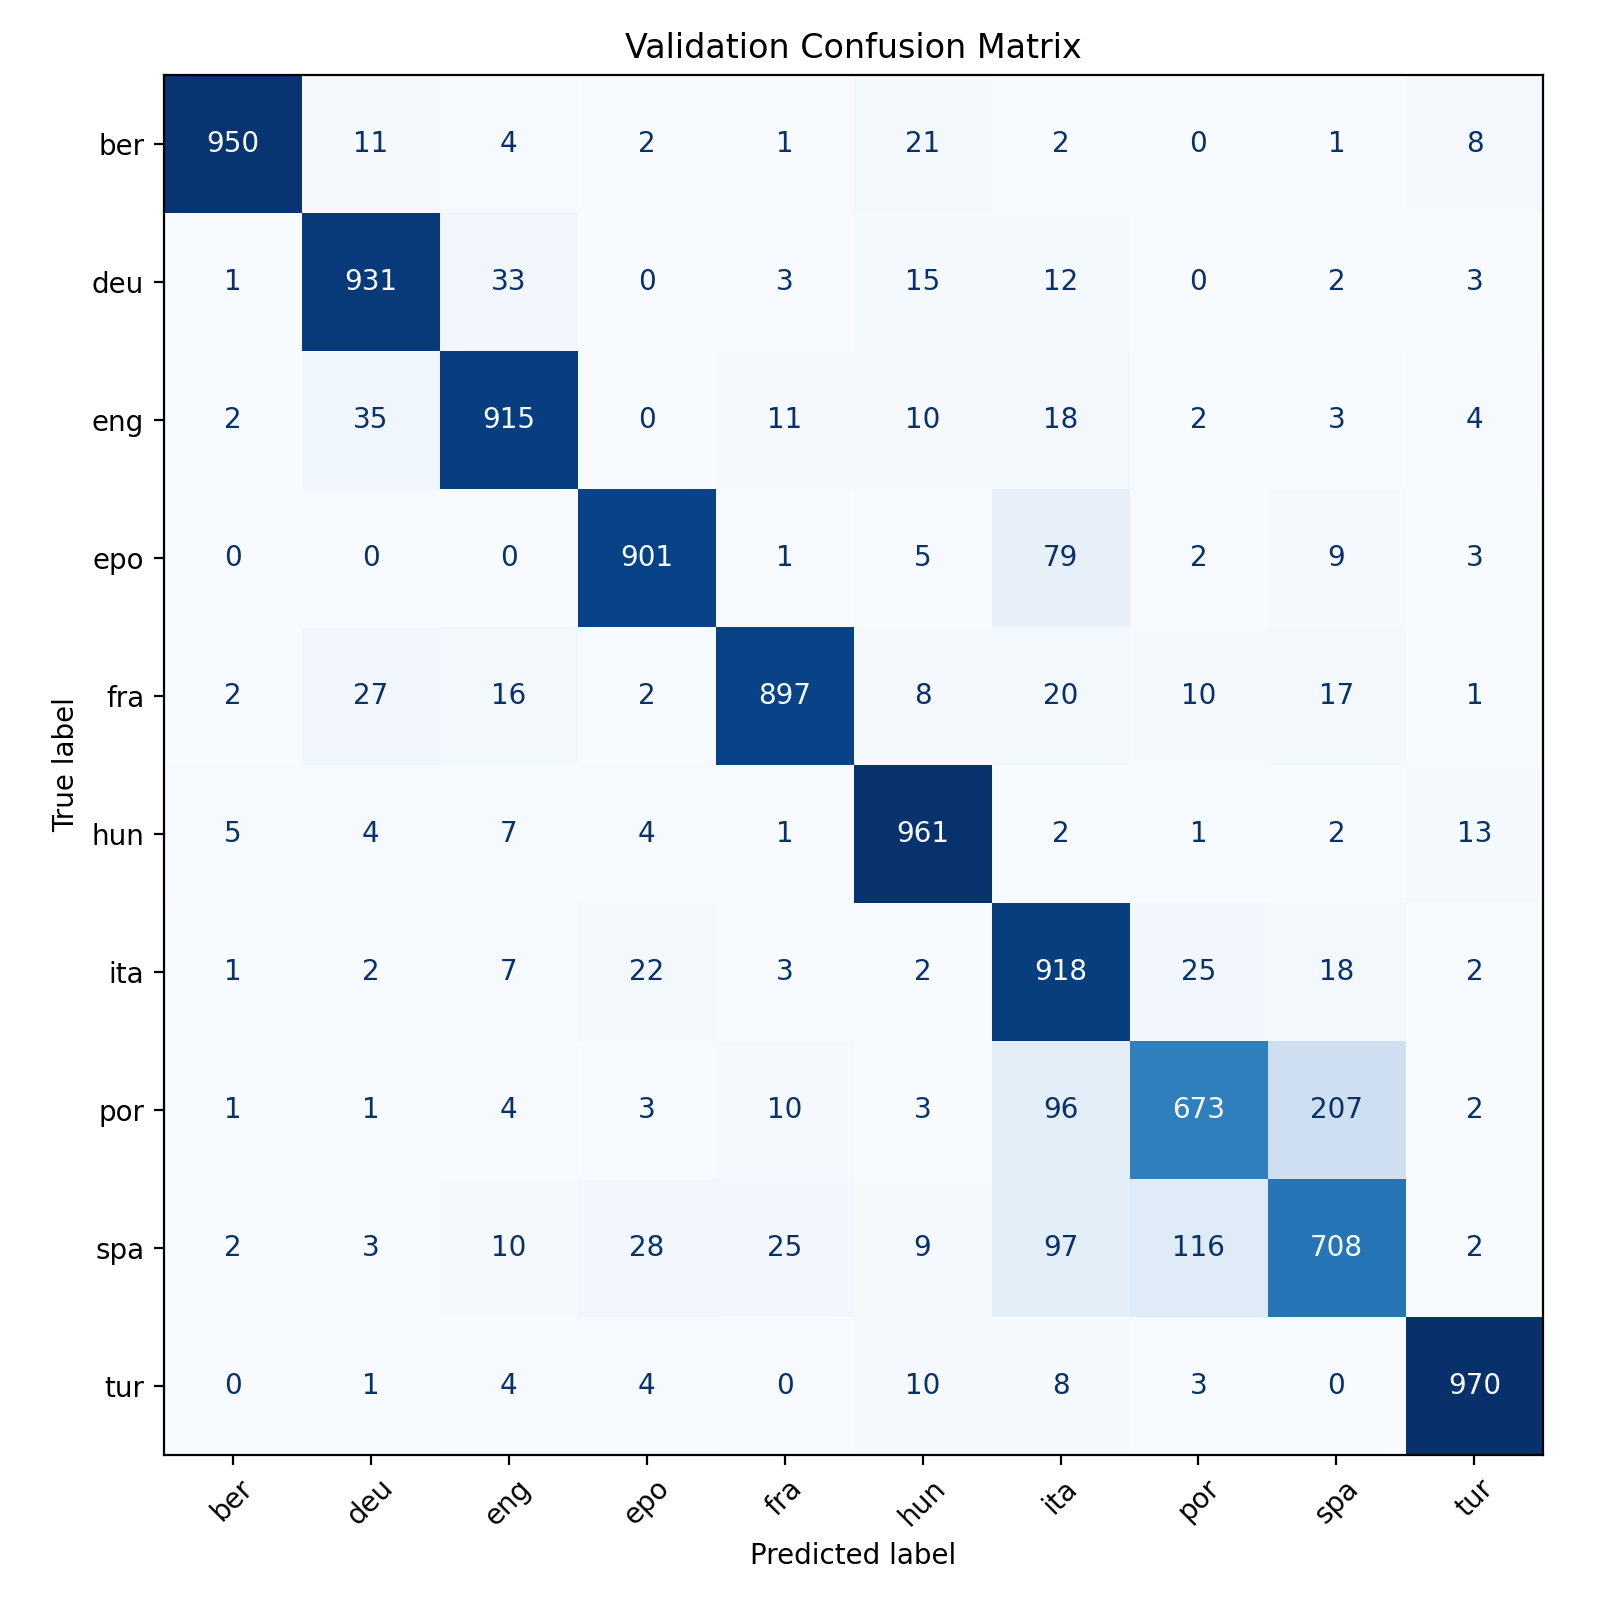 Validation Confusion Matrix
ber 950 11 4 2 1 21 2 0 1 8
deu 1 931 33 0 3 15 12 0 2 3
eng 2 35 915 0 11 10 18 2 3 4
epo 0 0 0 901 1 5 79 2 9 3
fra 2 27 16 2 897 8 20 10 17 1
hun 5 4 7 4 1 961 2 1 2 13
ita 1 2 7 22 3 2 918 25 18 2
por 1 1 4 3 10 3 96 673 207 2
spa 2 3 10 28 25 9 97 116 708 2
tur 0 1 4 4 0 10 8 3 0 970
True label
ber deu eng epo fra hun ita por spa tur
Predicted label